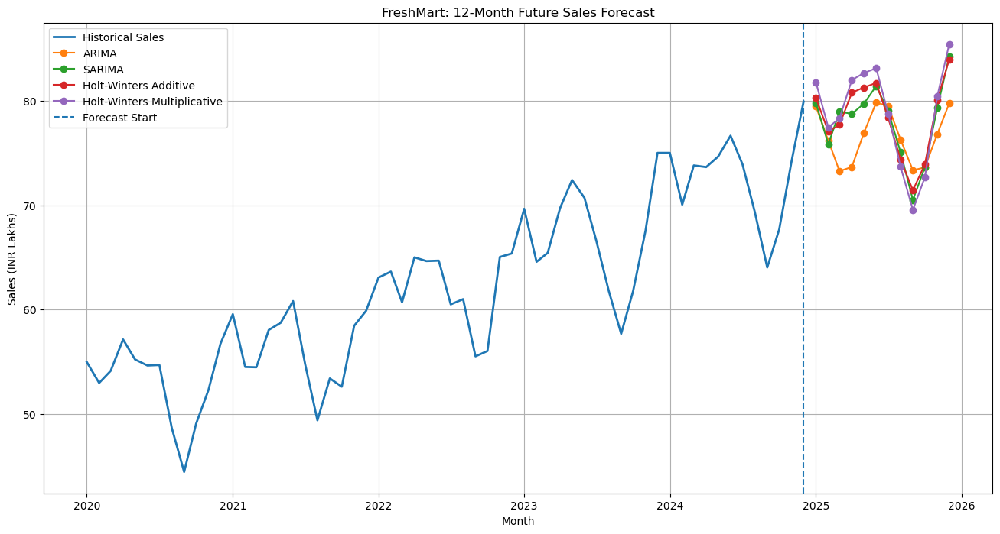 FreshMart: 12-Month Future Sales Forecast
Historical Sales
ARIMA
SARIMA
Holt-Winters Additive
Holt-Winters Multiplicative
Forecast Start
Sales (INR Lakhs)
80
70
60
50
2020 2021 2022 2023 2024 2025 2026
Month